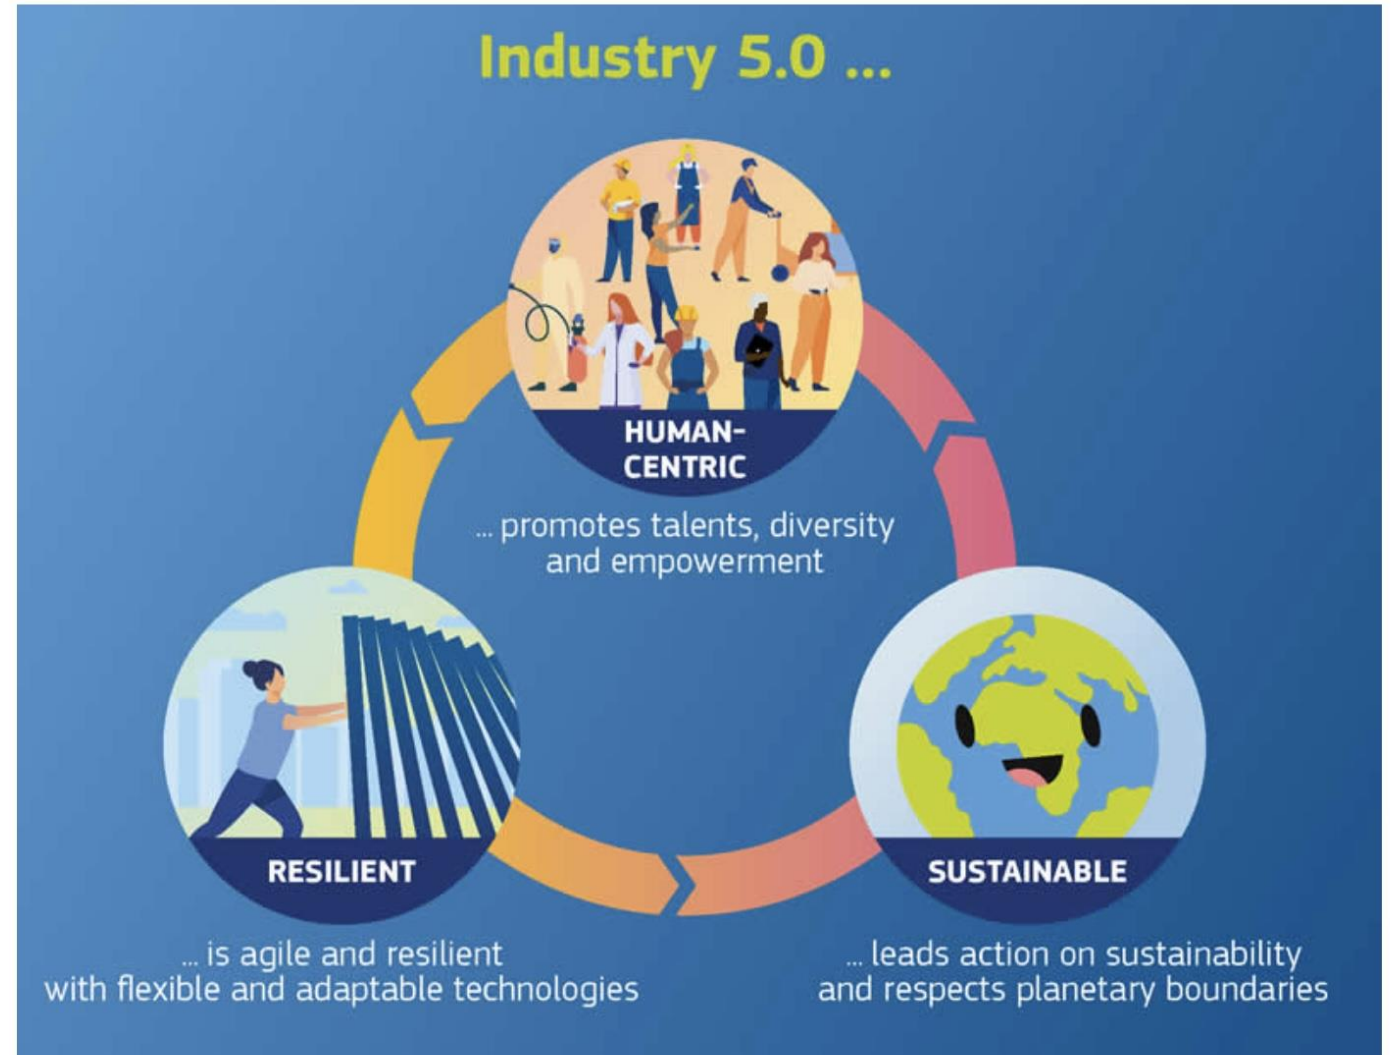 Industry 5.0 ...
HUMAN-
CENTRIC
... promotes talents, diversity
and empowerment
RESILIENT
... is agile and resilient
with flexible and adaptable technologies
SUSTAINABLE
... leads action on sustainability
and respects planetary boundaries